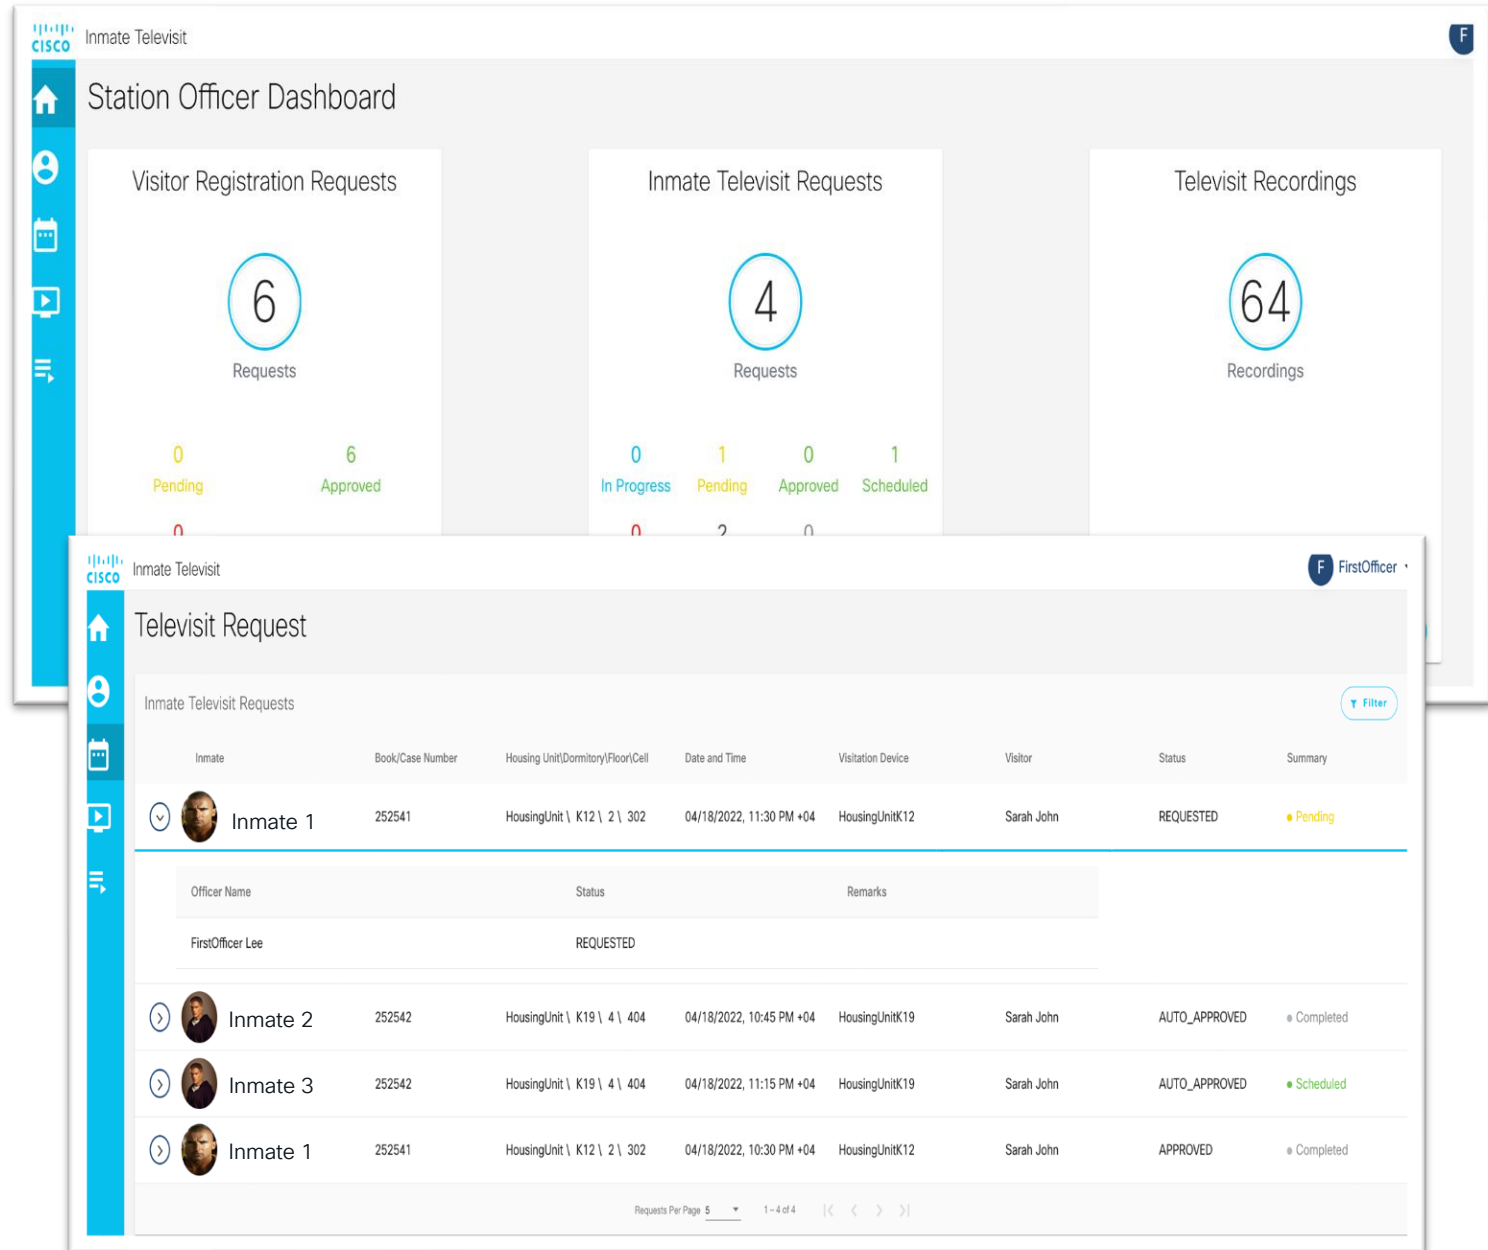 CISCO Inmate Televisit F
Station Officer Dashboard
Visitor Registration Requests
6
Requests
0 6
Pending Approved
0
Inmate Televisit Requests
4
Requests
0 1 0 1
In Progress Pending Approved Scheduled
0 2 0
Televisit Recordings
64
Recordings
CISCO Inmate Televisit F FirstOfficer
Televisit Request
Inmate Televisit Requests Filter
Inmate Book/Case Number Housing Unit\Dormitory\Floor\Cell Date and Time Visitation Device Visitor Status Summary
Inmate 1 252541 HousingUnit \ K12 \ 2 \ 302 04/18/2022, 11:30 PM +04 HousingUnitK12 Sarah John REQUESTED Pending
Officer Name Status Remarks
FirstOfficer Lee REQUESTED
Inmate 2 252542 HousingUnit \ K19 \ 4 \ 404 04/18/2022, 10:45 PM +04 HousingUnitK19 Sarah John AUTO_APPROVED Completed
Inmate 3 252542 HousingUnit \ K19 \ 4 \ 404 04/18/2022, 11:15 PM +04 HousingUnitK19 Sarah John AUTO_APPROVED Scheduled
Inmate 1 252541 HousingUnit \ K12 \ 2 \ 302 04/18/2022, 10:30 PM +04 HousingUnitK12 Sarah John APPROVED Completed
Requests Per Page 5 1 – 4 of 4